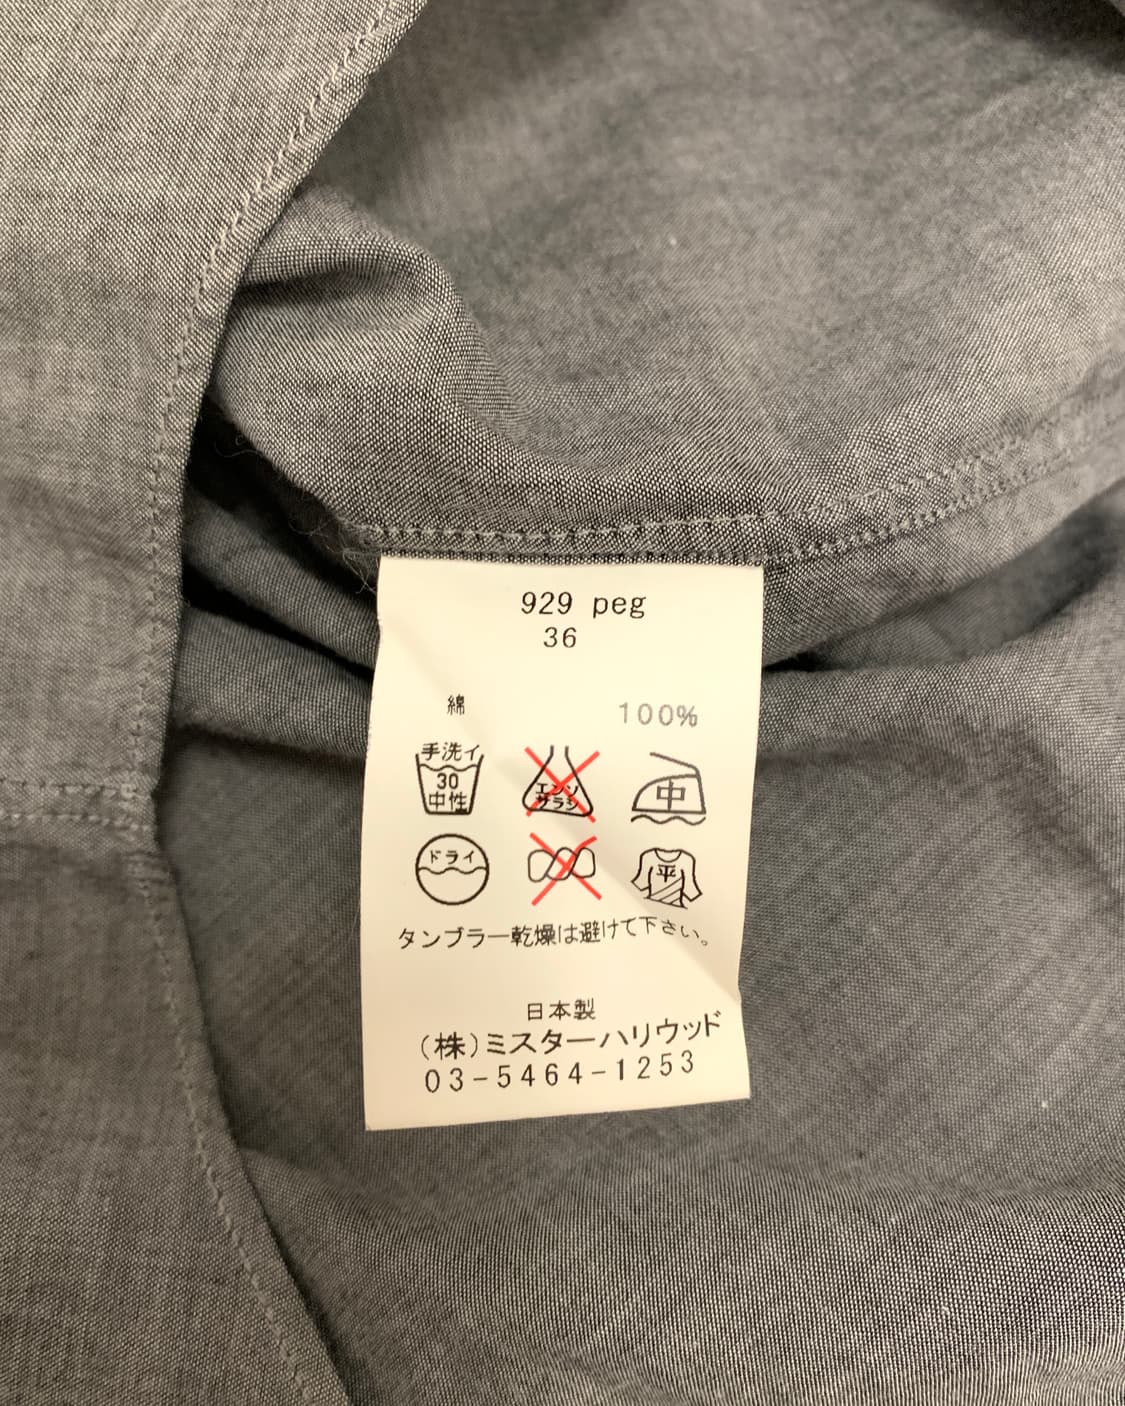 929 peg
36
綿 100%
手洗イ
30
中性
エンソ
サラシ
中
ドライ
平
タンブラー乾燥は避けて下さい。
日本製
(株)ミスターハリウッド
03-5464-1253